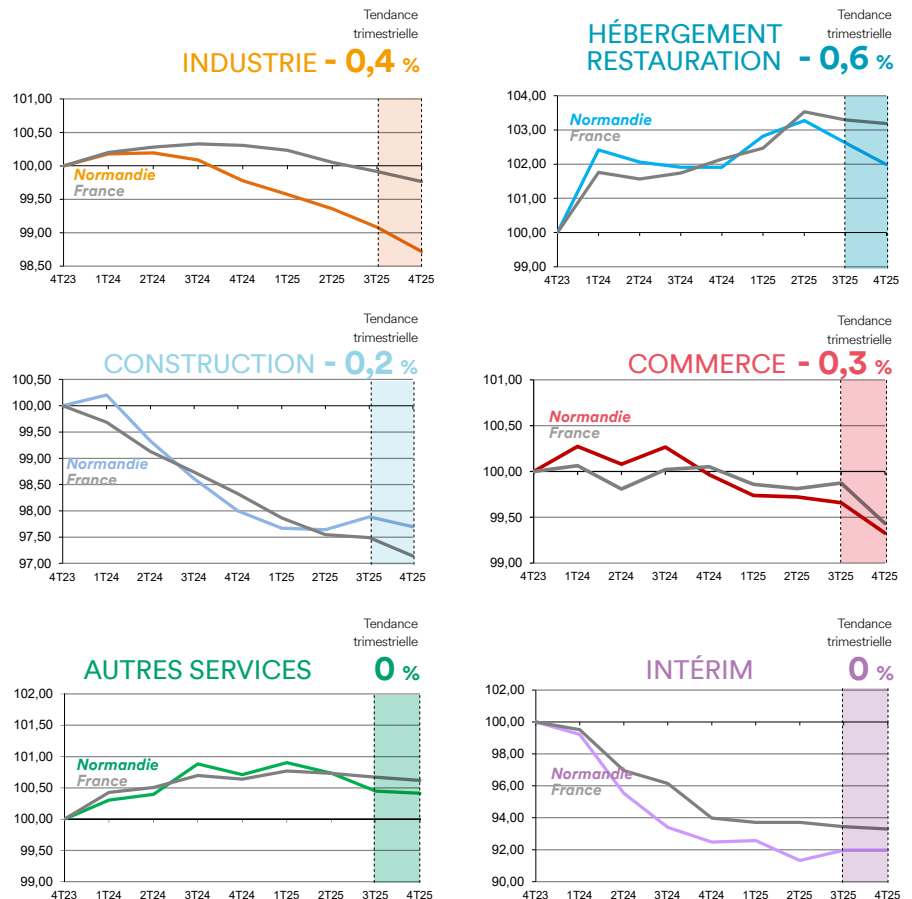 Tendance
trimestrielle
INDUSTRIE - 0,4 %
101,00
100,50
100,00
99,50
99,00
98,50
Normandie
France
4T23 1T24 2T24 3T24 4T24 1T25 2T25 3T25 4T25
Tendance
trimestrielle
HÉBERGEMENT
RESTAURATION - 0,6 %
104,00
103,00
102,00
101,00
100,00
99,00
Normandie
France
4T23 1T24 2T24 3T24 4T24 1T25 2T25 3T25 4T25
Tendance
trimestrielle
CONSTRUCTION - 0,2 %
100,50
100,00
99,50
99,00
98,50
98,00
97,50
97,00
Normandie
France
4T23 1T24 2T24 3T24 4T24 1T25 2T25 3T25 4T25
Tendance
trimestrielle
COMMERCE - 0,3 %
101,00
100,50
100,00
99,50
99,00
Normandie
France
4T23 1T24 2T24 3T24 4T24 1T25 2T25 3T25 4T25
Tendance
trimestrielle
AUTRES SERVICES 0 %
102,00
101,50
101,00
100,50
100,00
99,50
99,00
Normandie
France
4T23 1T24 2T24 3T24 4T24 1T25 2T25 3T25 4T25
Tendance
trimestrielle
INTÉRIM 0 %
102,00
100,00
98,00
96,00
94,00
92,00
90,00
Normandie
France
4T23 1T24 2T24 3T24 4T24 1T25 2T25 3T25 4T25